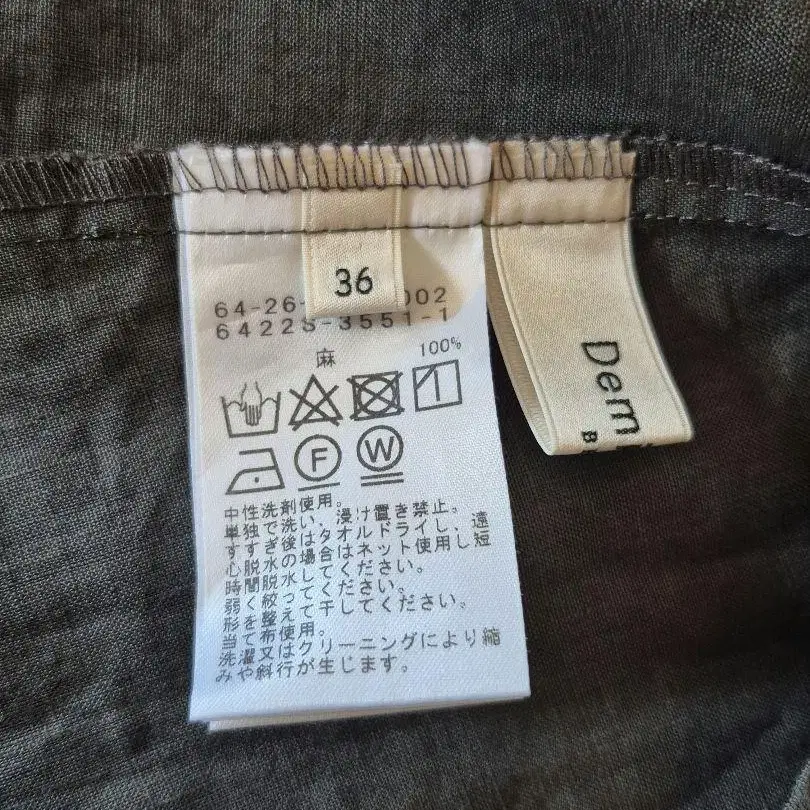 36
64-26- 002
6422S-3551-1
麻 100%
F W
中性洗剤使用。
単独で洗い、浸け置き禁止。
すすぎ後はタオルドライし、遠
心脱水の場合はネット使用し短
時間脱水してください。
弱く絞ってください。
形を整えて干してください。
当て布使用。
洗濯又はクリーニングにより縮
みや斜行が生じます。
Dem
B